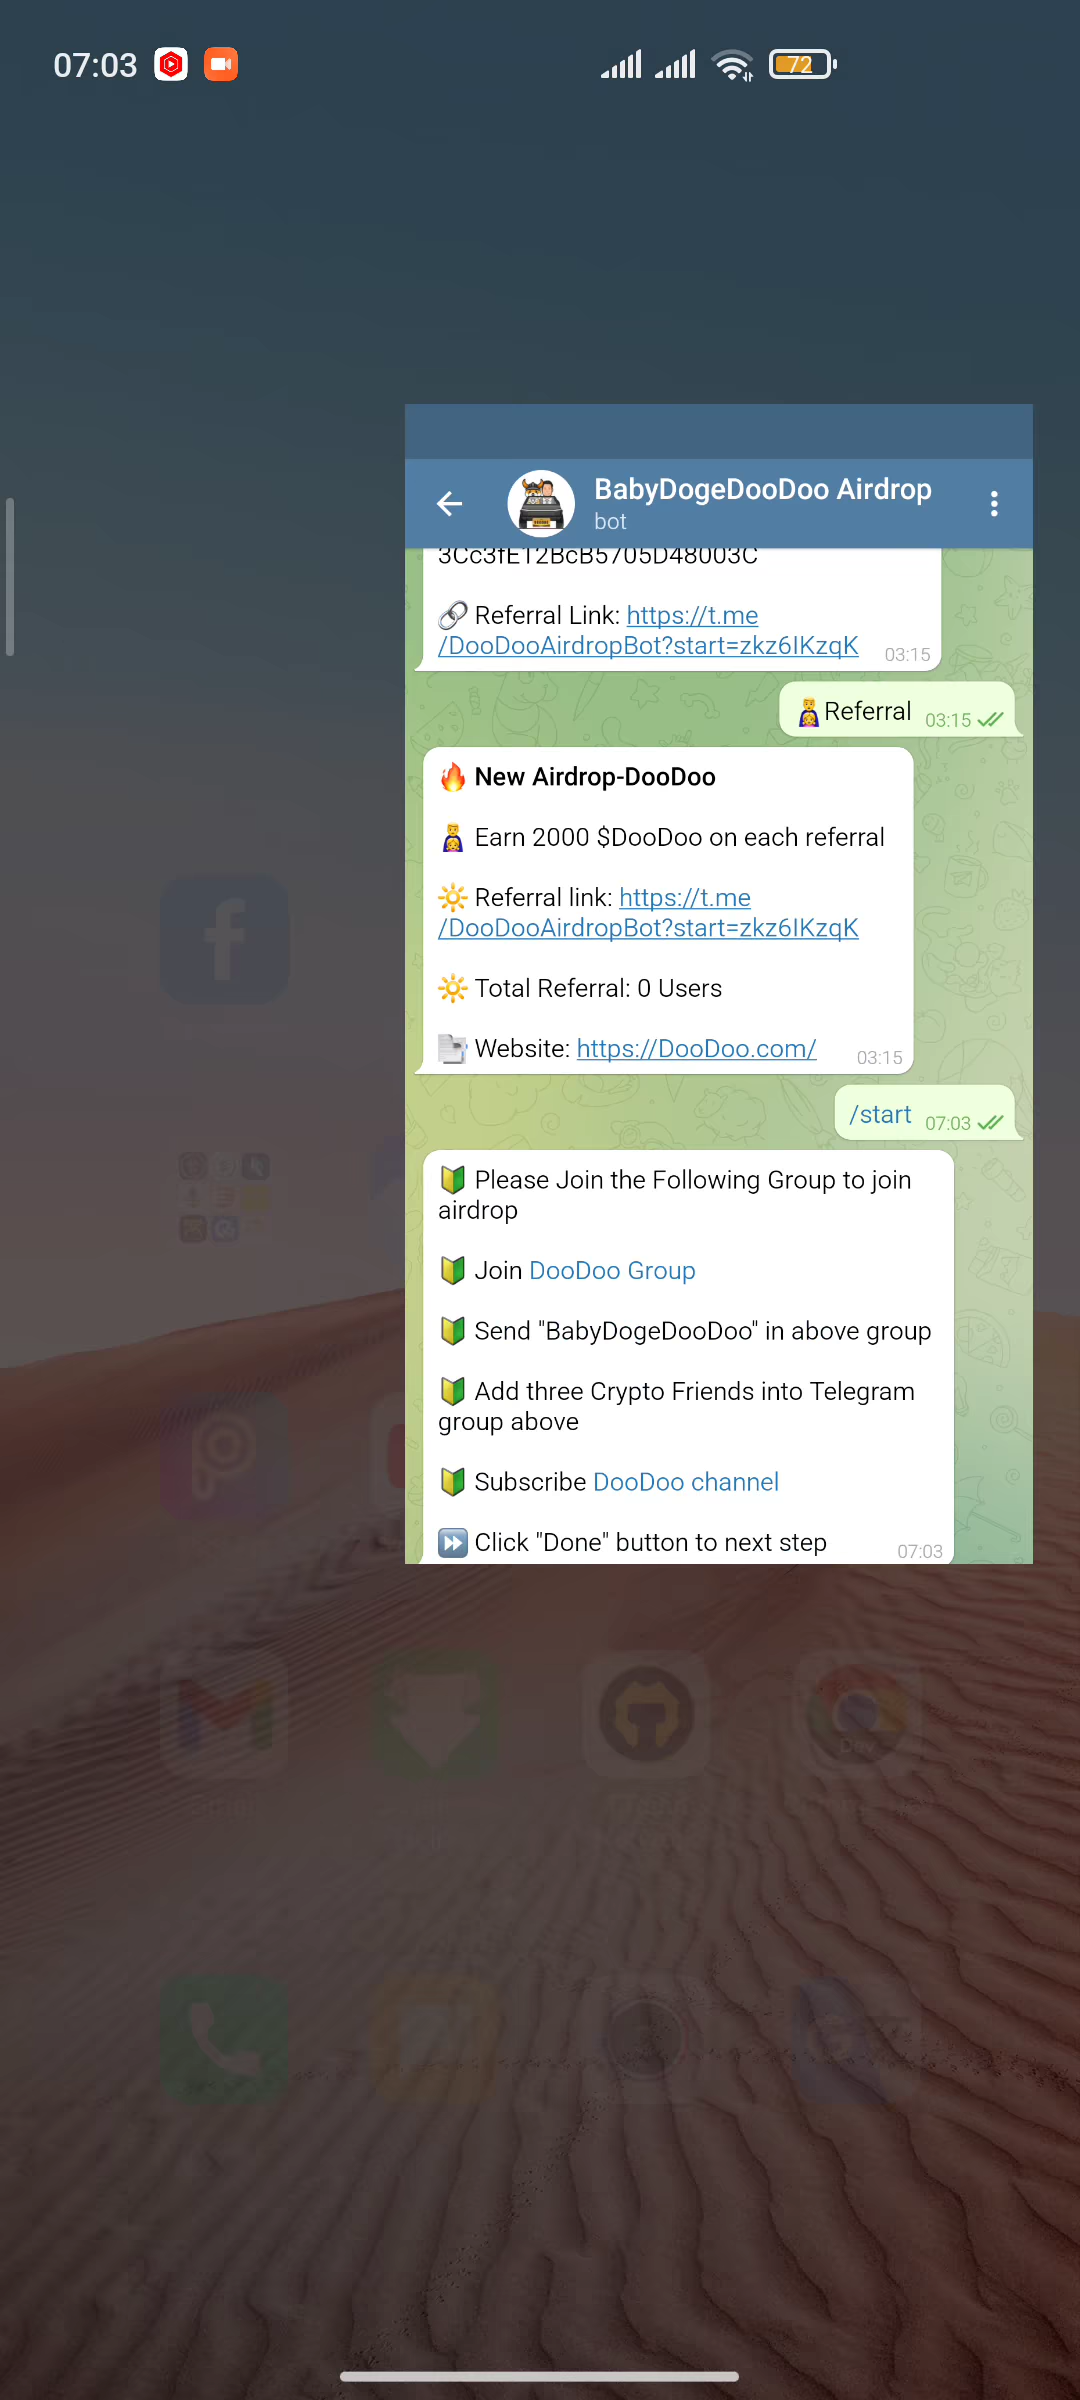 07:03
72
BabyDogeDooDoo Airdrop
bot
3Cc3fE12BcB5705D48003C
🔗 Referral Link: https://t.me
/DooDooAirdropBot?start=zkz6IKzqK 03:15
Referral 03:15
🔥 New Airdrop-DooDoo
Earn 2000 $DooDoo on each referral
🔆 Referral link: https://t.me
/DooDooAirdropBot?start=zkz6IKzqK
🔆 Total Referral: 0 Users
📑 Website: https://DooDoo.com/ 03:15
/start 07:03
🔰 Please Join the Following Group to join
airdrop
🔰 Join DooDoo Group
🔰 Send "BabyDogeDooDoo" in above group
🔰 Add three Crypto Friends into Telegram
group above
🔰 Subscribe DooDoo channel
⏩ Click "Done" button to next step 07:03
Dev